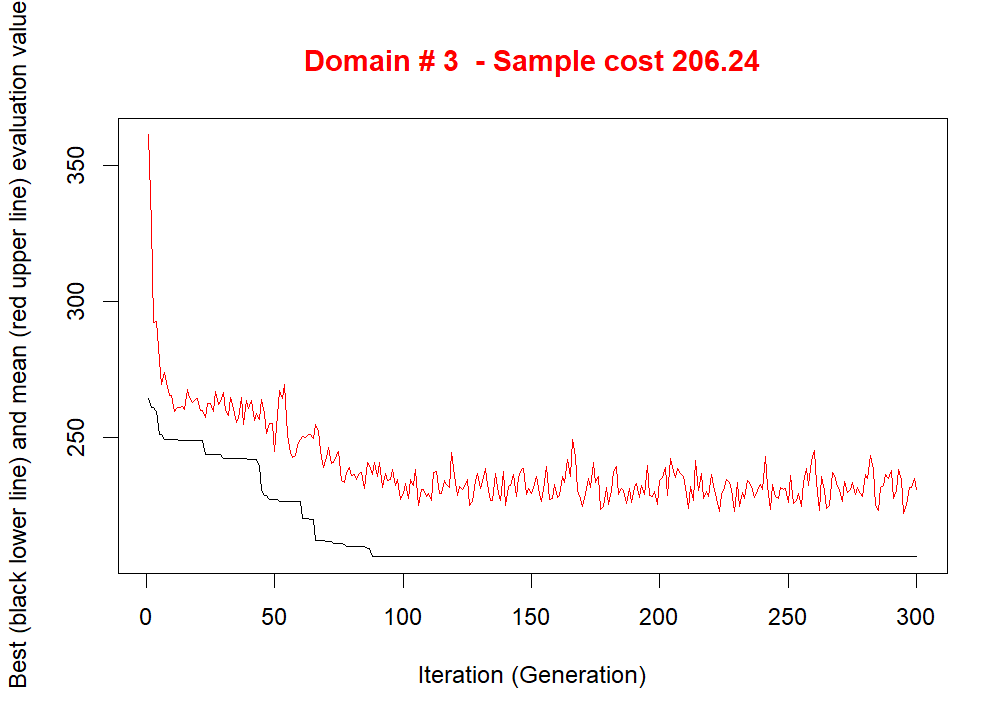 Domain # 3  - Sample cost 206.24
Best (black lower line) and mean (red upper line) evaluation value
350
300
250
0 50 100 150 200 250 300
Iteration (Generation)